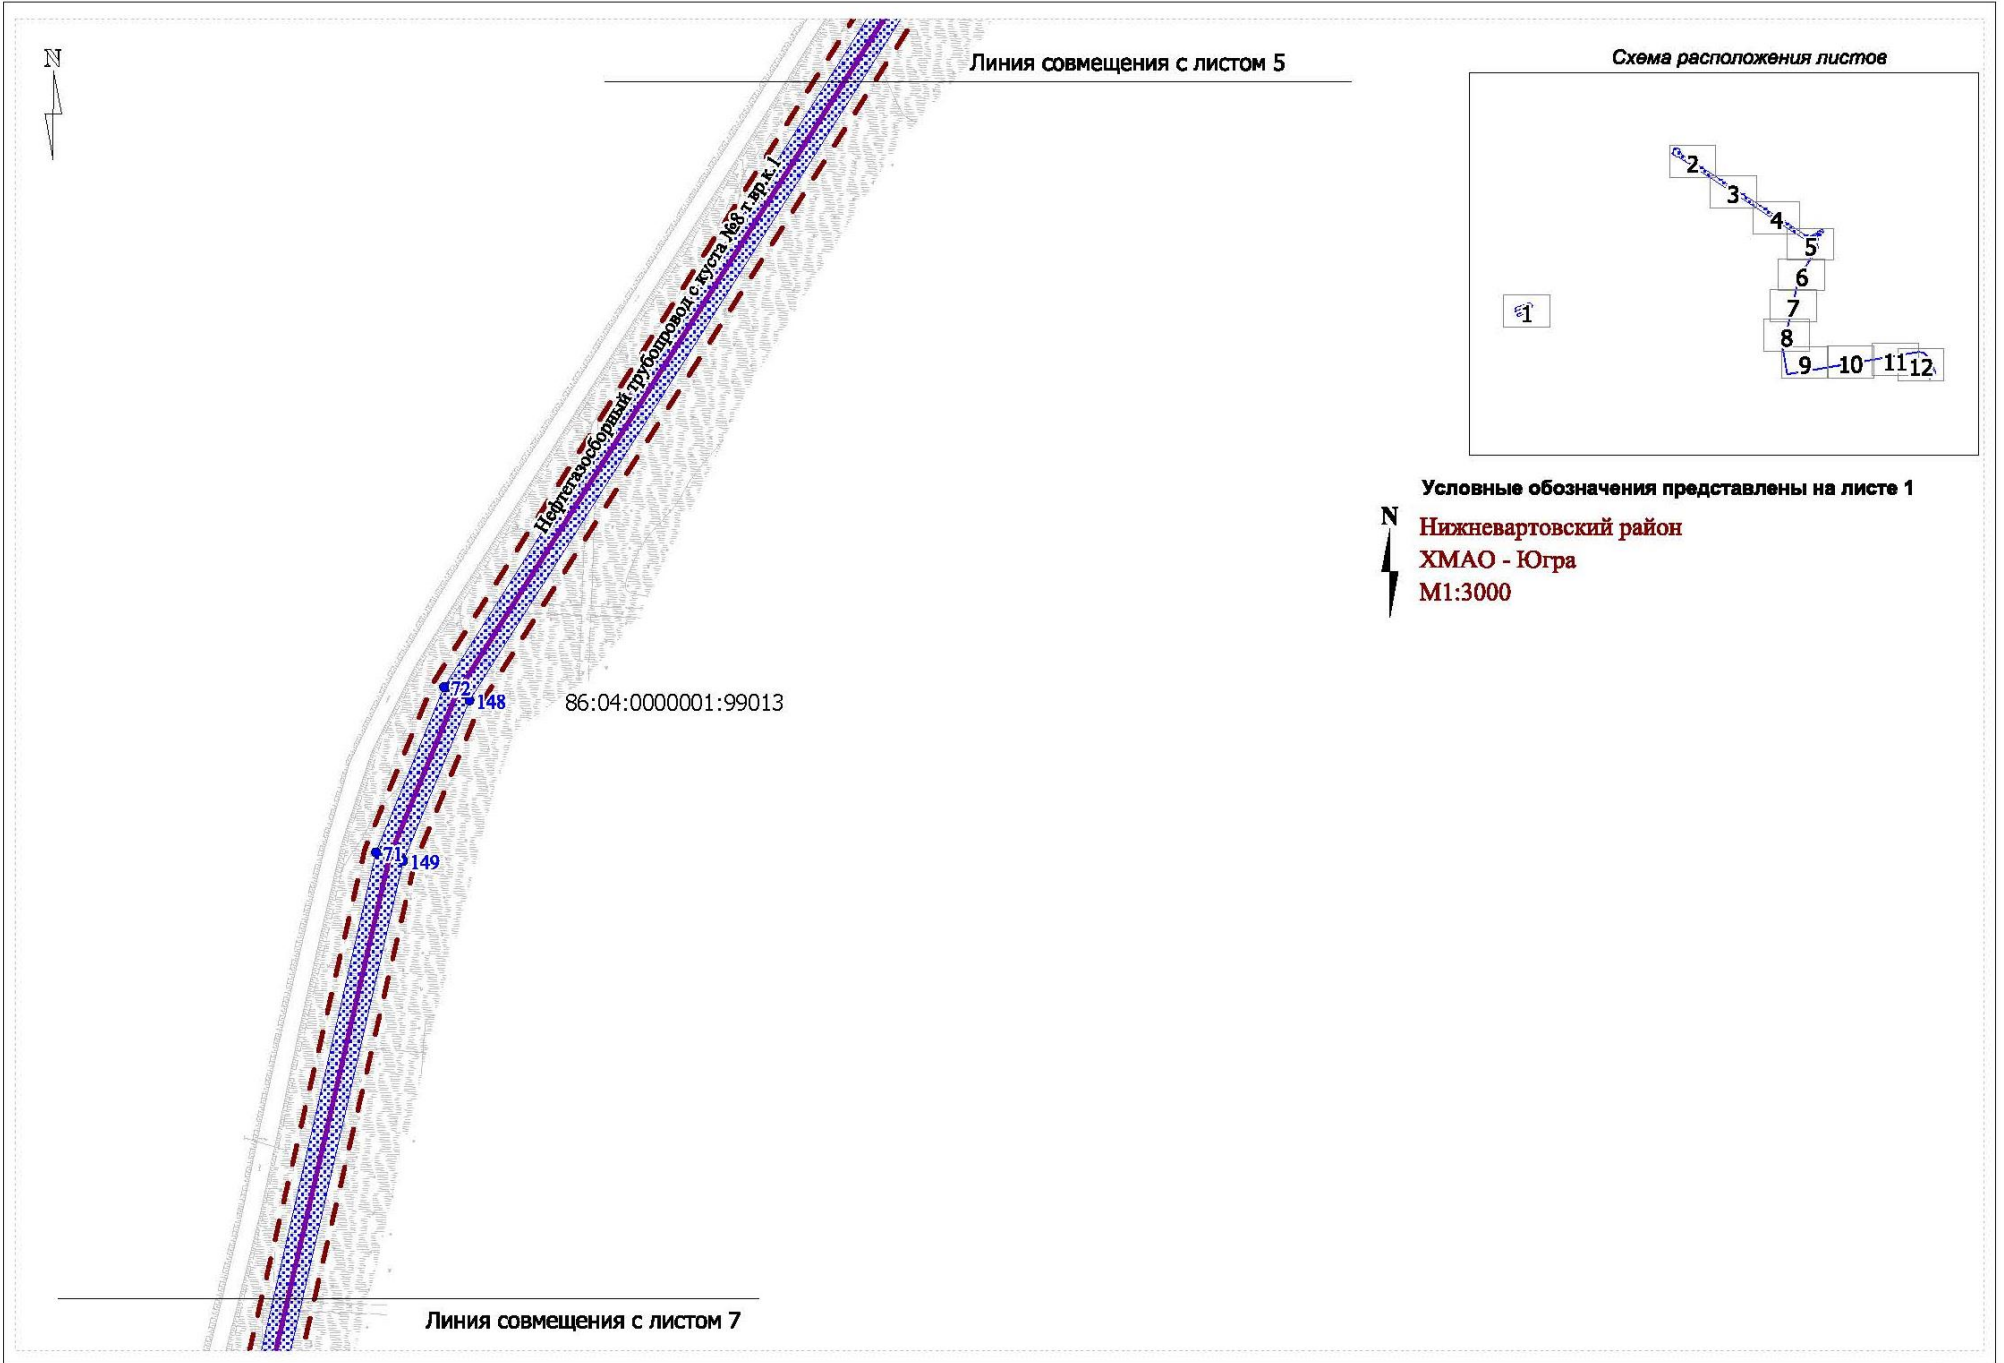 N
Линия совмещения с листом 5
Схема расположения листов
2
3
4
5
6
7
8
9
10
11
12
1
Нефтегазосборный трубопровод с куста №8 т.вр.к. 1
Условные обозначения представлены на листе 1
N
Нижневартовский район
ХМАО - Югра
М1:3000
72
148
86:04:0000001:99013
71
149
Линия совмещения с листом 7